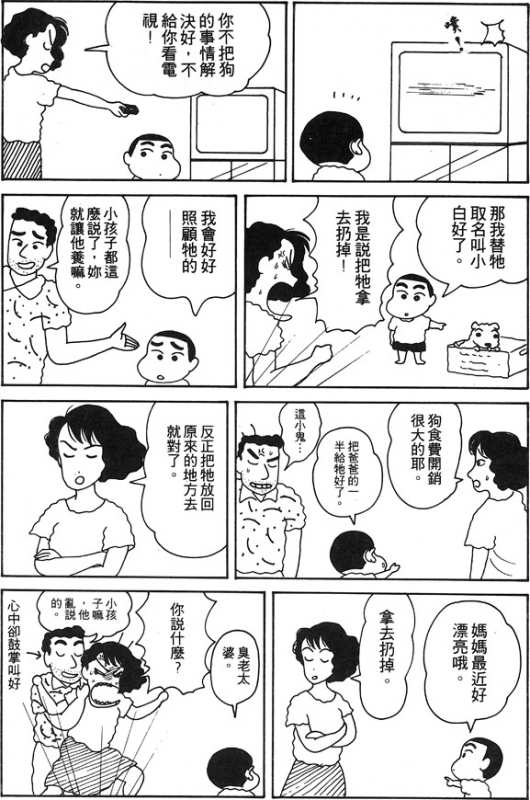 噗!
你不把狗
的事情解
決好,不
給你看電
視!
那我替牠
取名叫小
白好了。
我是說把牠拿
去扔掉!
我會好好
照顧牠的
——
小孩子都這
麼說了,妳
就讓他養嘛。
狗食費開銷
很大的耶。
把爸爸的一
半給牠好了。
這小鬼…
反正把牠放回
原來的地方去
就對了。
媽媽最近好
漂亮哦。
拿去扔掉。
臭老太
婆。
你說什麼?
小孩
子嘛,他
亂說
的。
心中卻鼓掌叫好